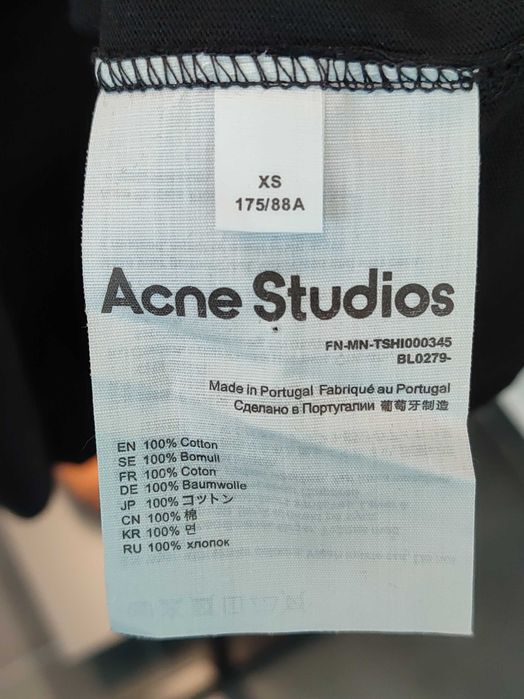 XS
175/88A
Acne Studios
FN-MN-TSHI000345
BL0279-
Made in Portugal Fabriqué au Portugal
Сделано в Португалии 葡萄牙制造
EN 100% Cotton
SE 100% Bomull
FR 100% Coton
DE 100% Baumwolle
JP 100% コットン
CN 100% 棉
KR 100% 면
RU 100% хлопок